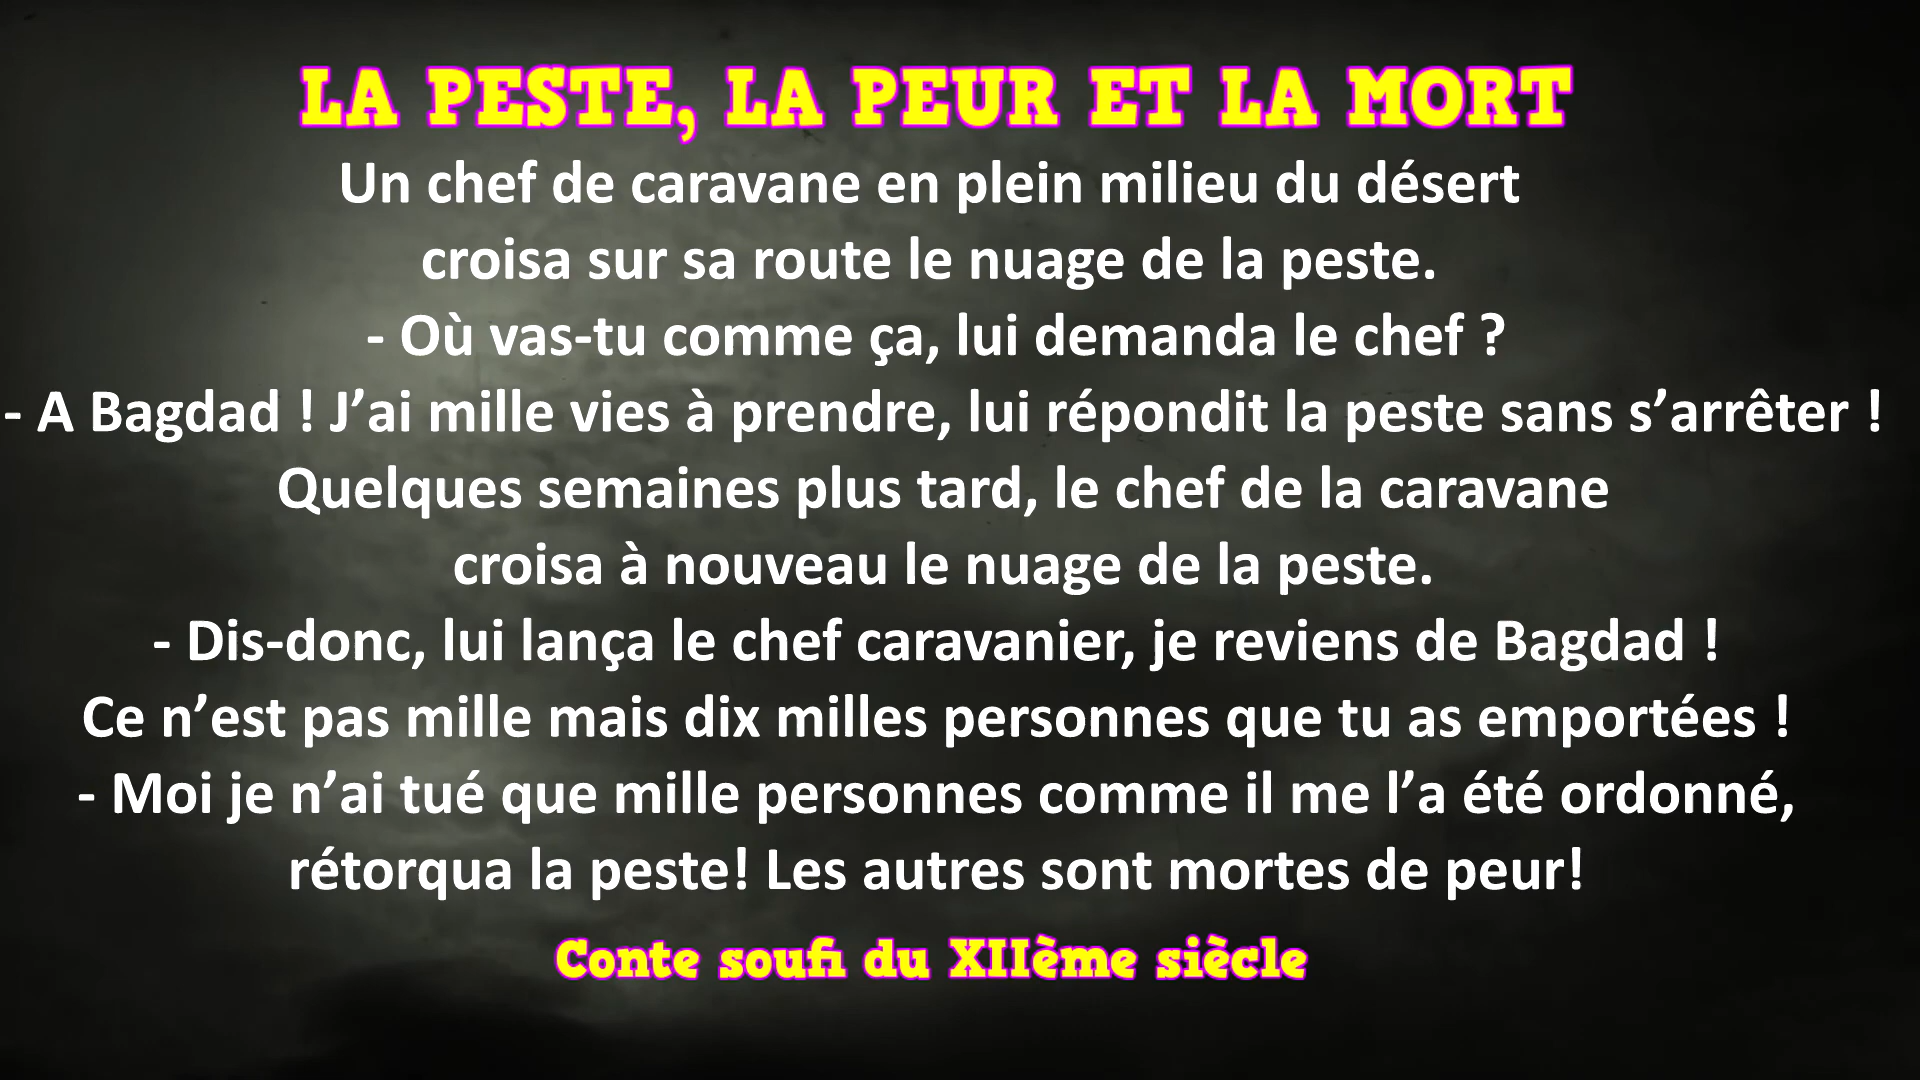 LA PESTE, LA PEUR ET LA MORT
Un chef de caravane en plein milieu du désert
croisa sur sa route le nuage de la peste.
- Où vas-tu comme ça, lui demanda le chef ?
- A Bagdad ! J’ai mille vies à prendre, lui répondit la peste sans s’arrêter !
Quelques semaines plus tard, le chef de la caravane
croisa à nouveau le nuage de la peste.
- Dis-donc, lui lança le chef caravanier, je reviens de Bagdad !
Ce n’est pas mille mais dix milles personnes que tu as emportées !
- Moi je n’ai tué que mille personnes comme il me l’a été ordonné,
rétorqua la peste! Les autres sont mortes de peur!
Conte soufi du XIIème siècle